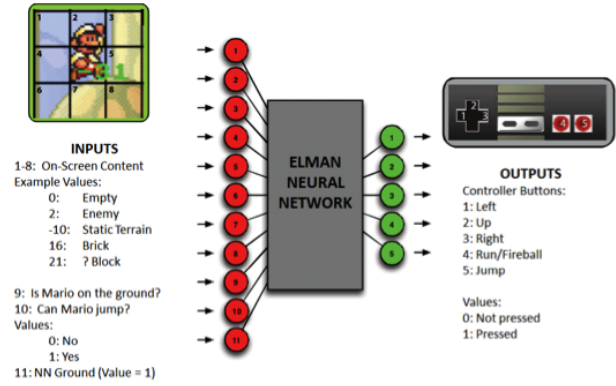 1 2 3
4 5
6 7 8
31
INPUTS
1-8: On-Screen Content
Example Values:
0: Empty
2: Enemy
-10: Static Terrain
16: Brick
21: ? Block
9: Is Mario on the ground?
10: Can Mario jump?
Values:
0: No
1: Yes
11: NN Ground (Value = 1)
1
2
3
4
5
6
7
8
9
10
11
ELMAN
NEURAL
NETWORK
1
2
3
4
5
2
1 3
4 5
OUTPUTS
Controller Buttons:
1: Left
2: Up
3: Right
4: Run/Fireball
5: Jump
Values:
0: Not pressed
1: Pressed